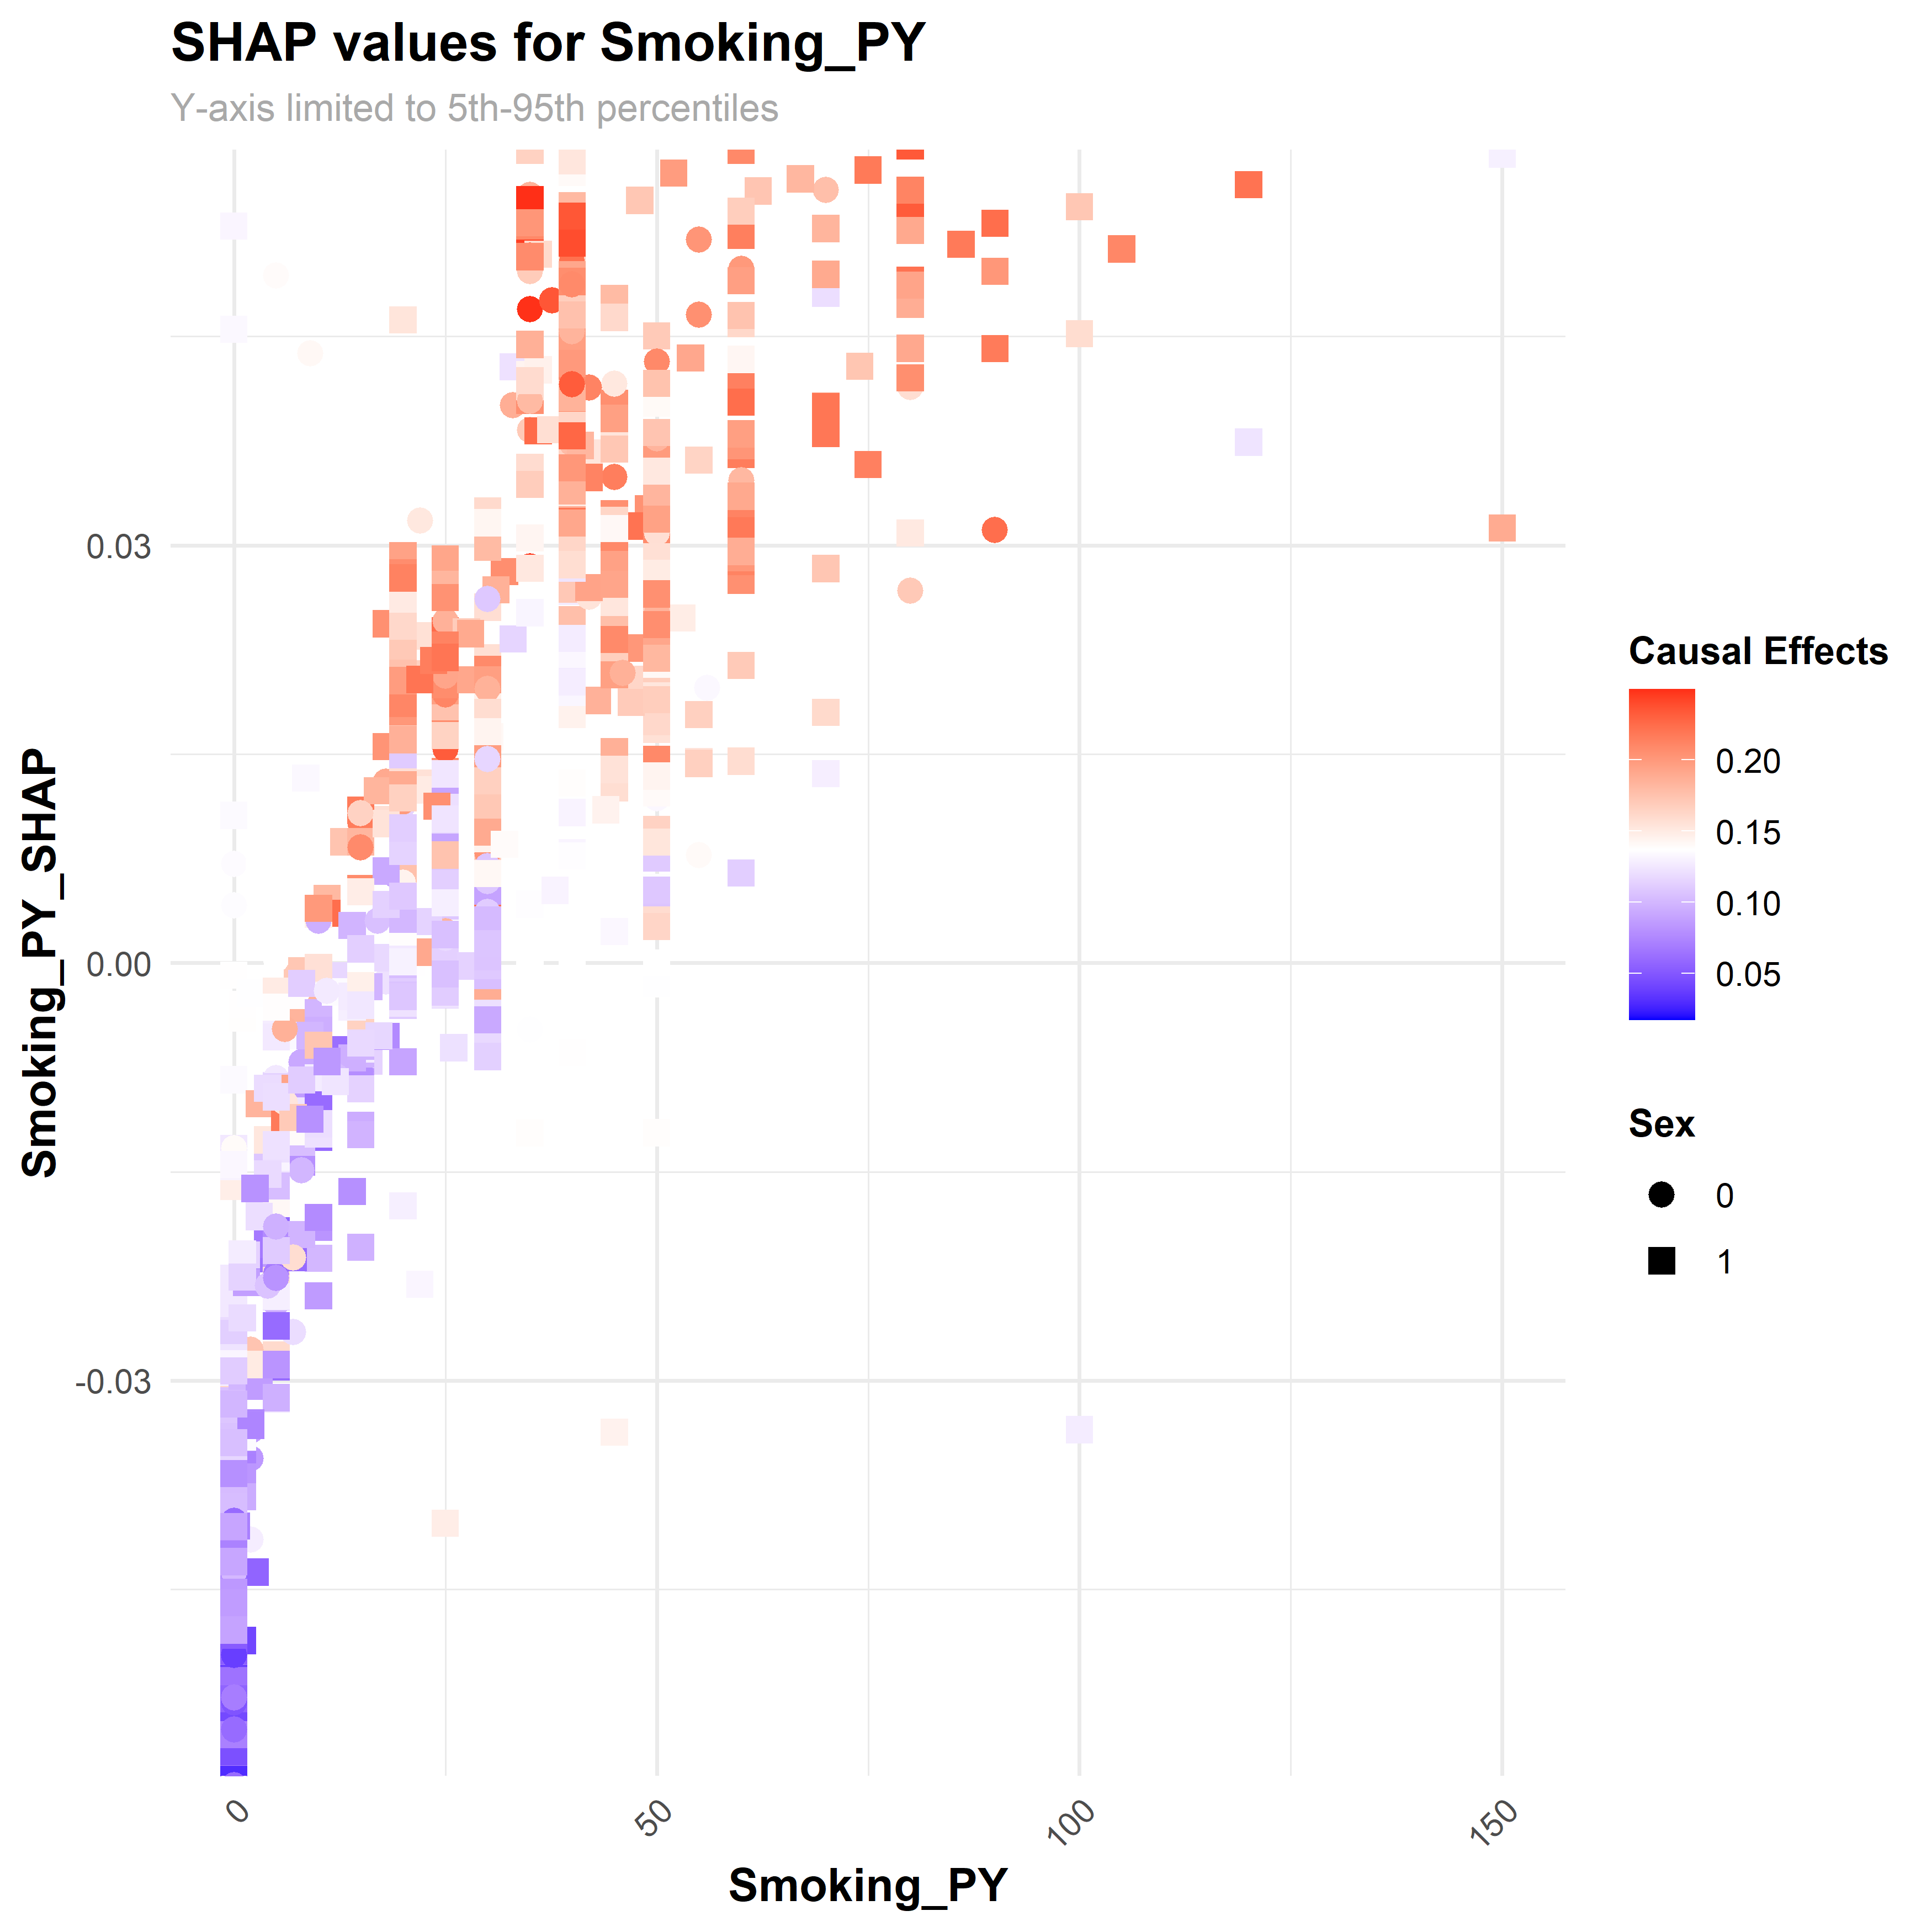 SHAP values for Smoking_PY
Y-axis limited to 5th-95th percentiles
Smoking_PY_SHAP
0.03
0.00
-0.03
0
50
100
150
Smoking_PY
Causal Effects
0.20
0.15
0.10
0.05
Sex
0
1